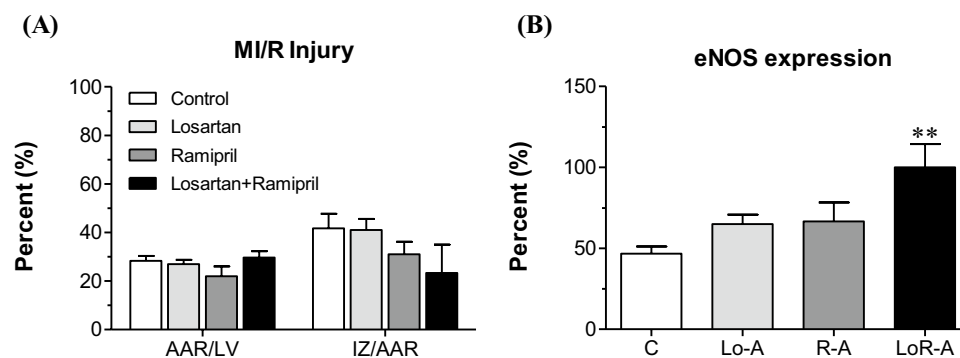 (A)
MI/R Injury
Percent (%)
100
80
60
40
20
0
Control
Losartan
Ramipril
Losartan+Ramipril
AAR/LV
IZ/AAR
(B)
eNOS expression
Percent (%)
150
100
50
0
**
C
Lo-A
R-A
LoR-A